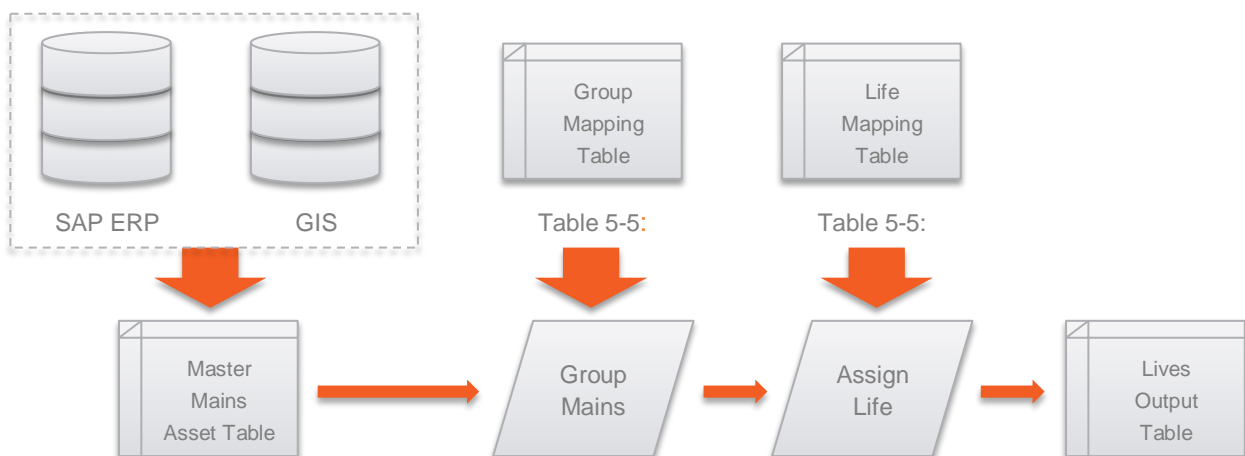 Group
Mapping
Table
Life
Mapping
Table
SAP ERP
GIS
Table 5-5:
Table 5-5:
Master
Mains
Asset Table
Group
Mains
Assign
Life
Lives
Output
Table